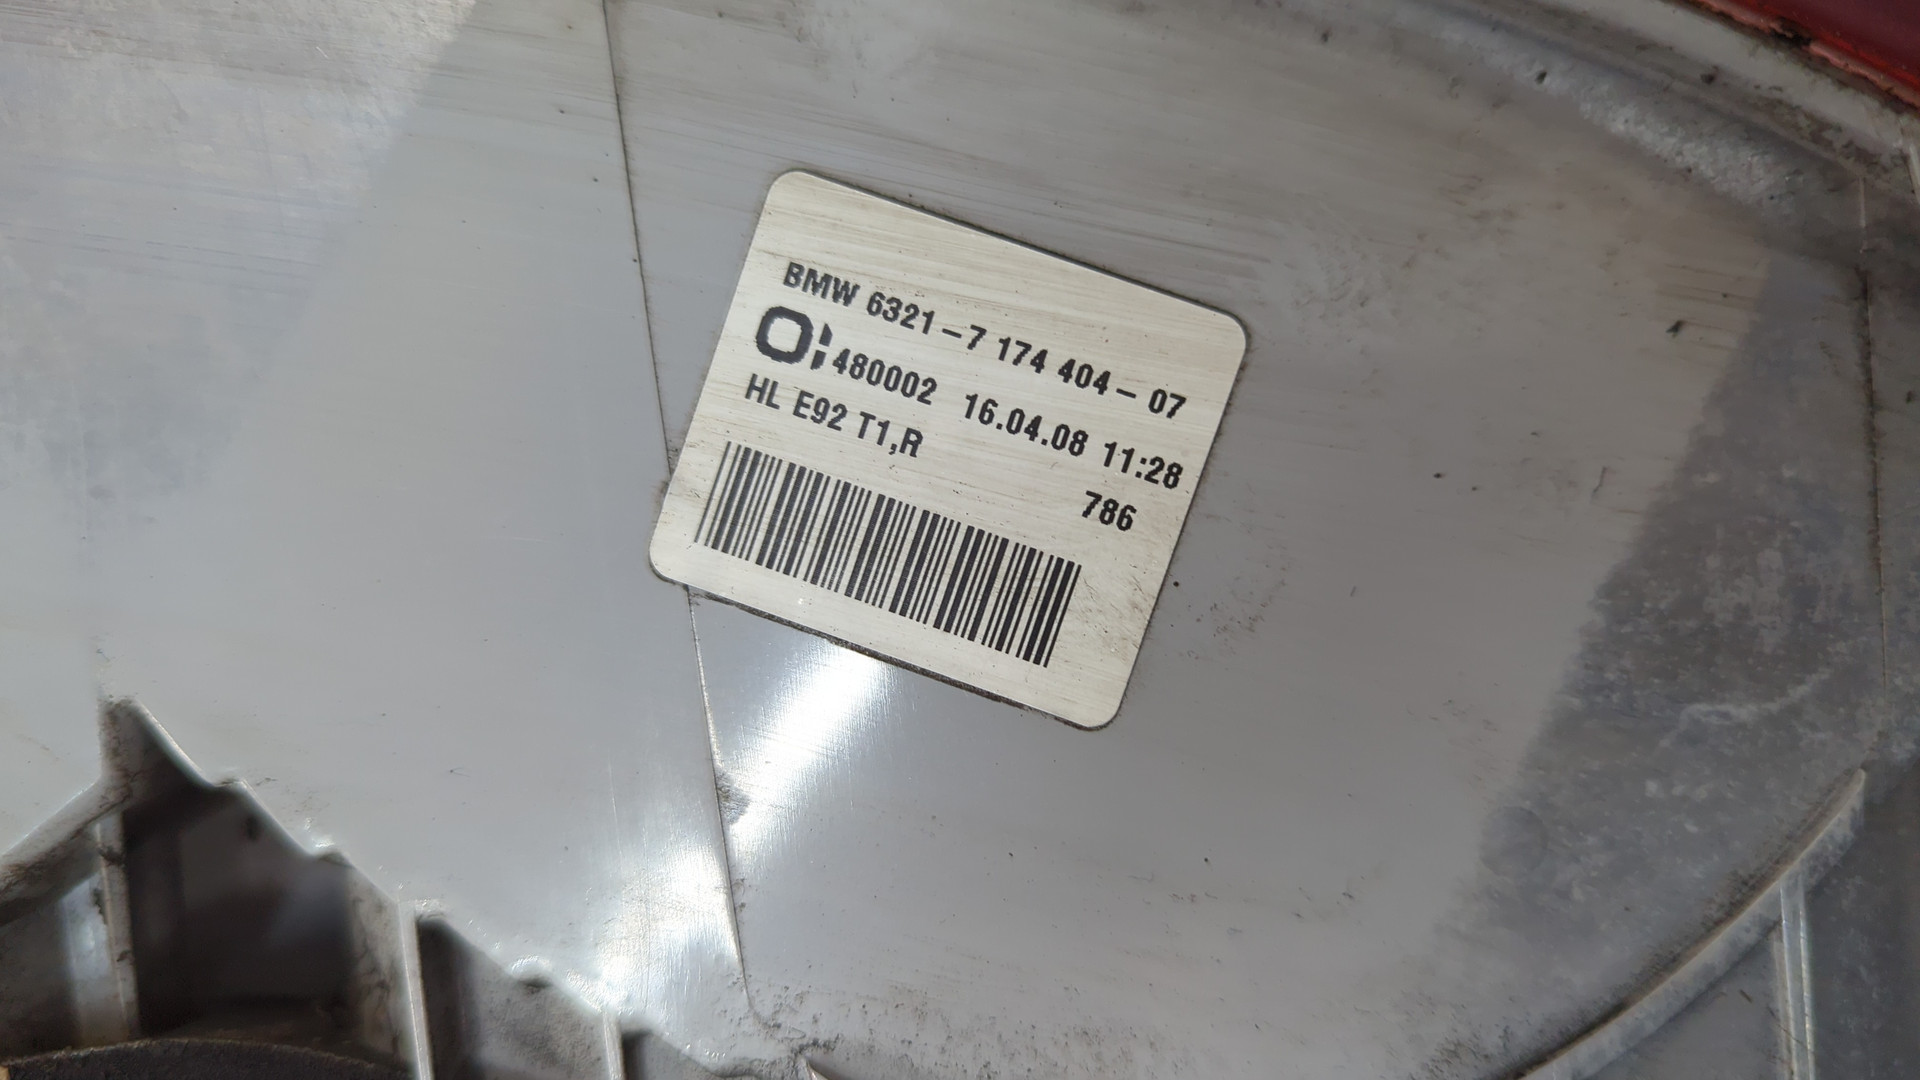 BMW 6321-7 174 404-07
480002 16.04.08 11:28
HL E92 T1,R
786